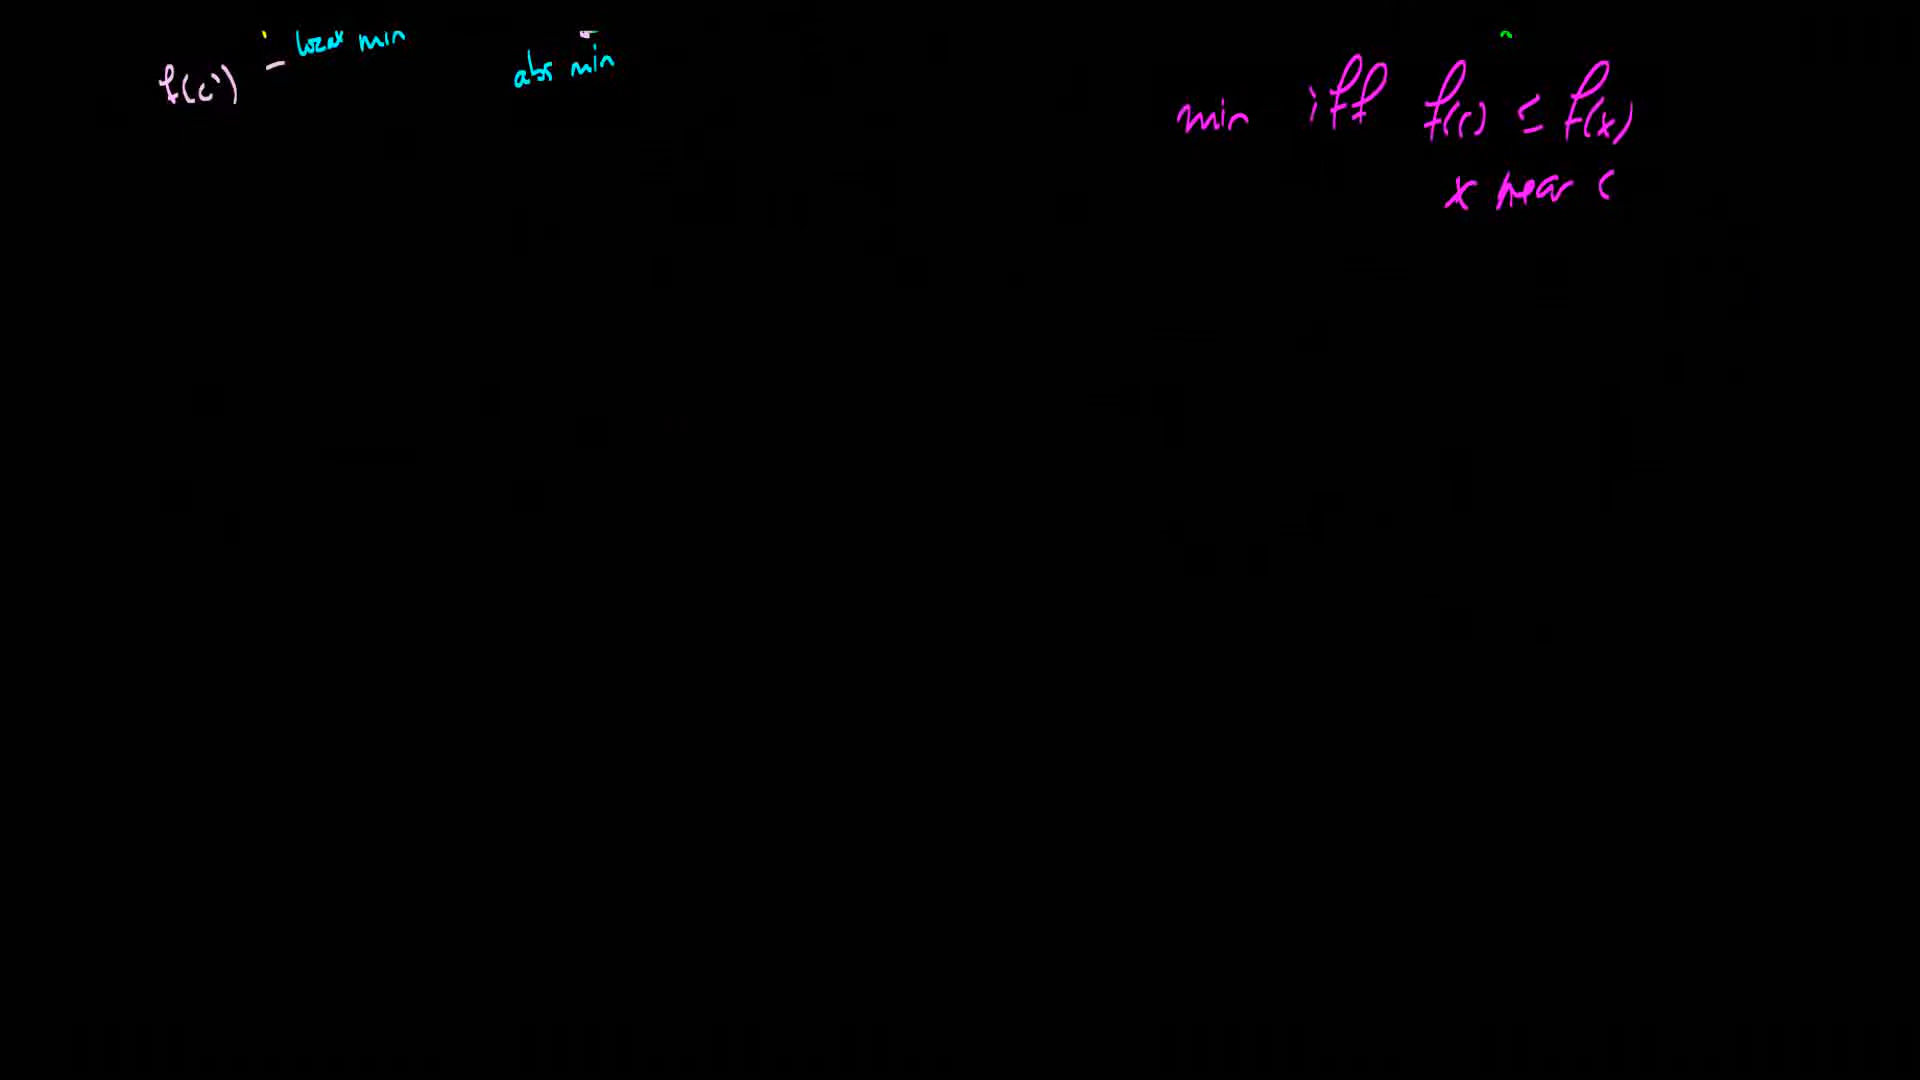 f(c') local min
abs min
min iff f(c) ≤ f(x)
x near c